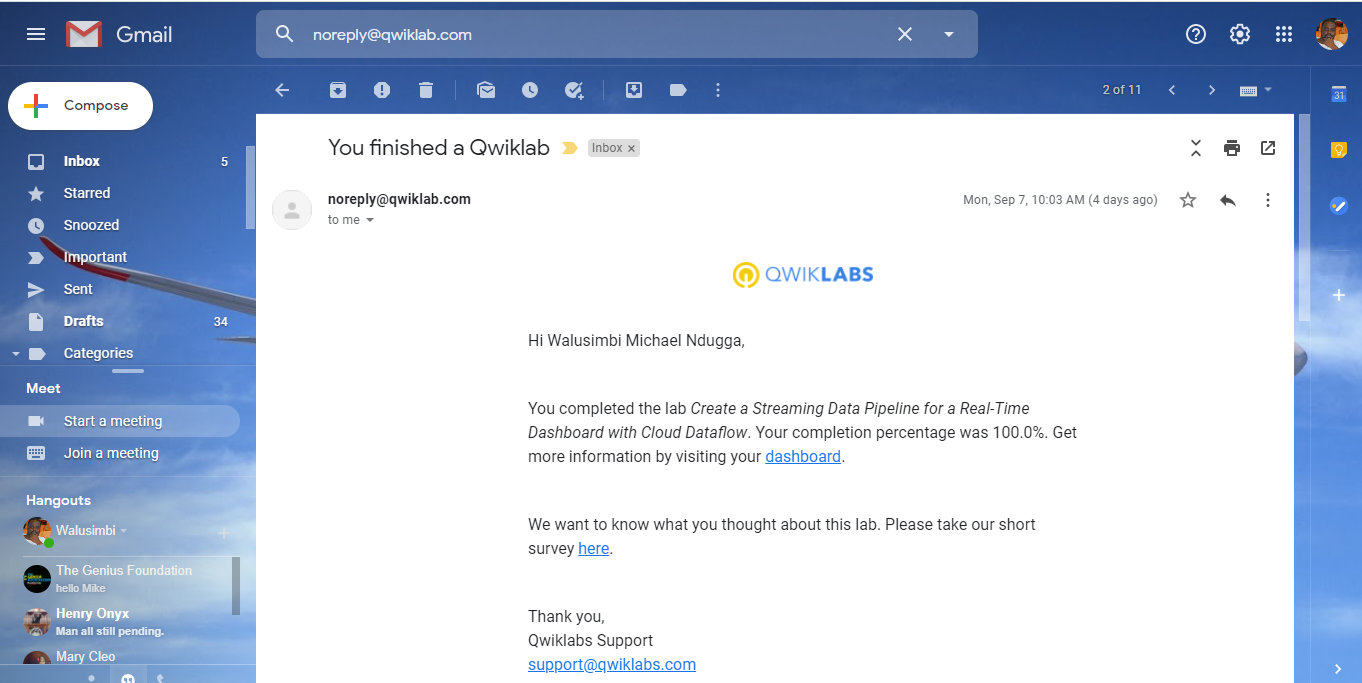 Gmail
noreply@qwiklab.com
Compose
2 of 11
31
You finished a Qwiklab
Inbox ×
Inbox 5
Starred
Snoozed
Important
Sent
Drafts 34
Categories
noreply@qwiklab.com
to me
Mon, Sep 7, 10:03 AM (4 days ago)
QWIKLABS
Hi Walusimbi Michael Ndugga,
You completed the lab Create a Streaming Data Pipeline for a Real-Time
Dashboard with Cloud Dataflow. Your completion percentage was 100.0%. Get
more information by visiting your dashboard.
We want to know what you thought about this lab. Please take our short
survey here.
Thank you,
Qwiklabs Support
support@qwiklabs.com
Meet
Start a meeting
Join a meeting
Hangouts
Walusimbi
The Genius Foundation
hello Mike
Henry Onyx
Man all still pending.
Mary Cleo